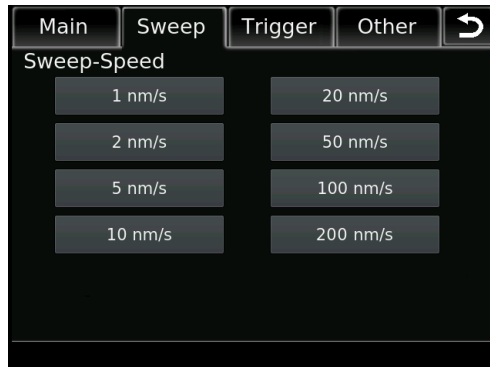 Main Sweep Trigger Other
Sweep-Speed
1 nm/s 20 nm/s
2 nm/s 50 nm/s
5 nm/s 100 nm/s
10 nm/s 200 nm/s